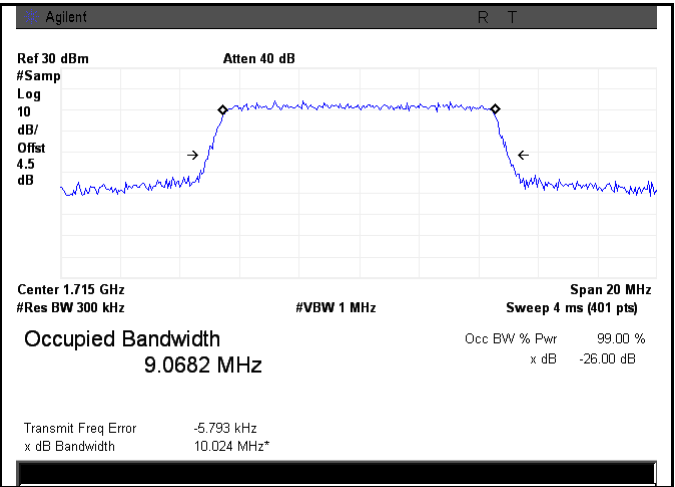 Agilent R T
Ref 30 dBm Atten 40 dB
#Samp
Log
10
dB/
Offst
4.5
dB
Center 1.715 GHz Span 20 MHz
#Res BW 300 kHz #VBW 1 MHz Sweep 4 ms (401 pts)
Occupied Bandwidth Occ BW % Pwr 99.00 %
9.0682 MHz x dB -26.00 dB
Transmit Freq Error -5.793 kHz
x dB Bandwidth 10.024 MHz*